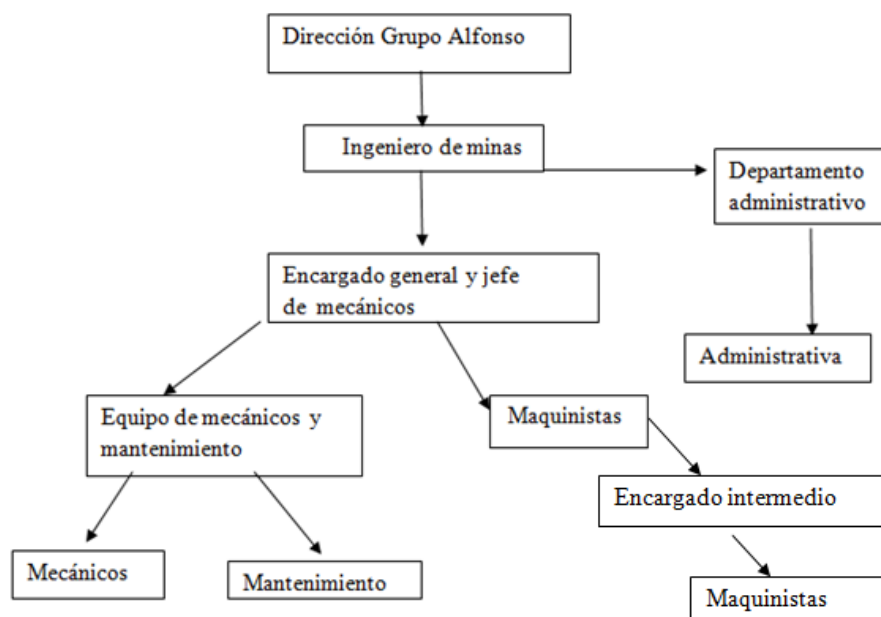 Dirección Grupo Alfonso
Ingeniero de minas
Departamento
administrativo
Encargado general y jefe
de mecánicos
Administrativa
Equipo de mecánicos y
mantenimiento
Maquinistas
Encargado intermedio
Mecánicos
Mantenimiento
Maquinistas